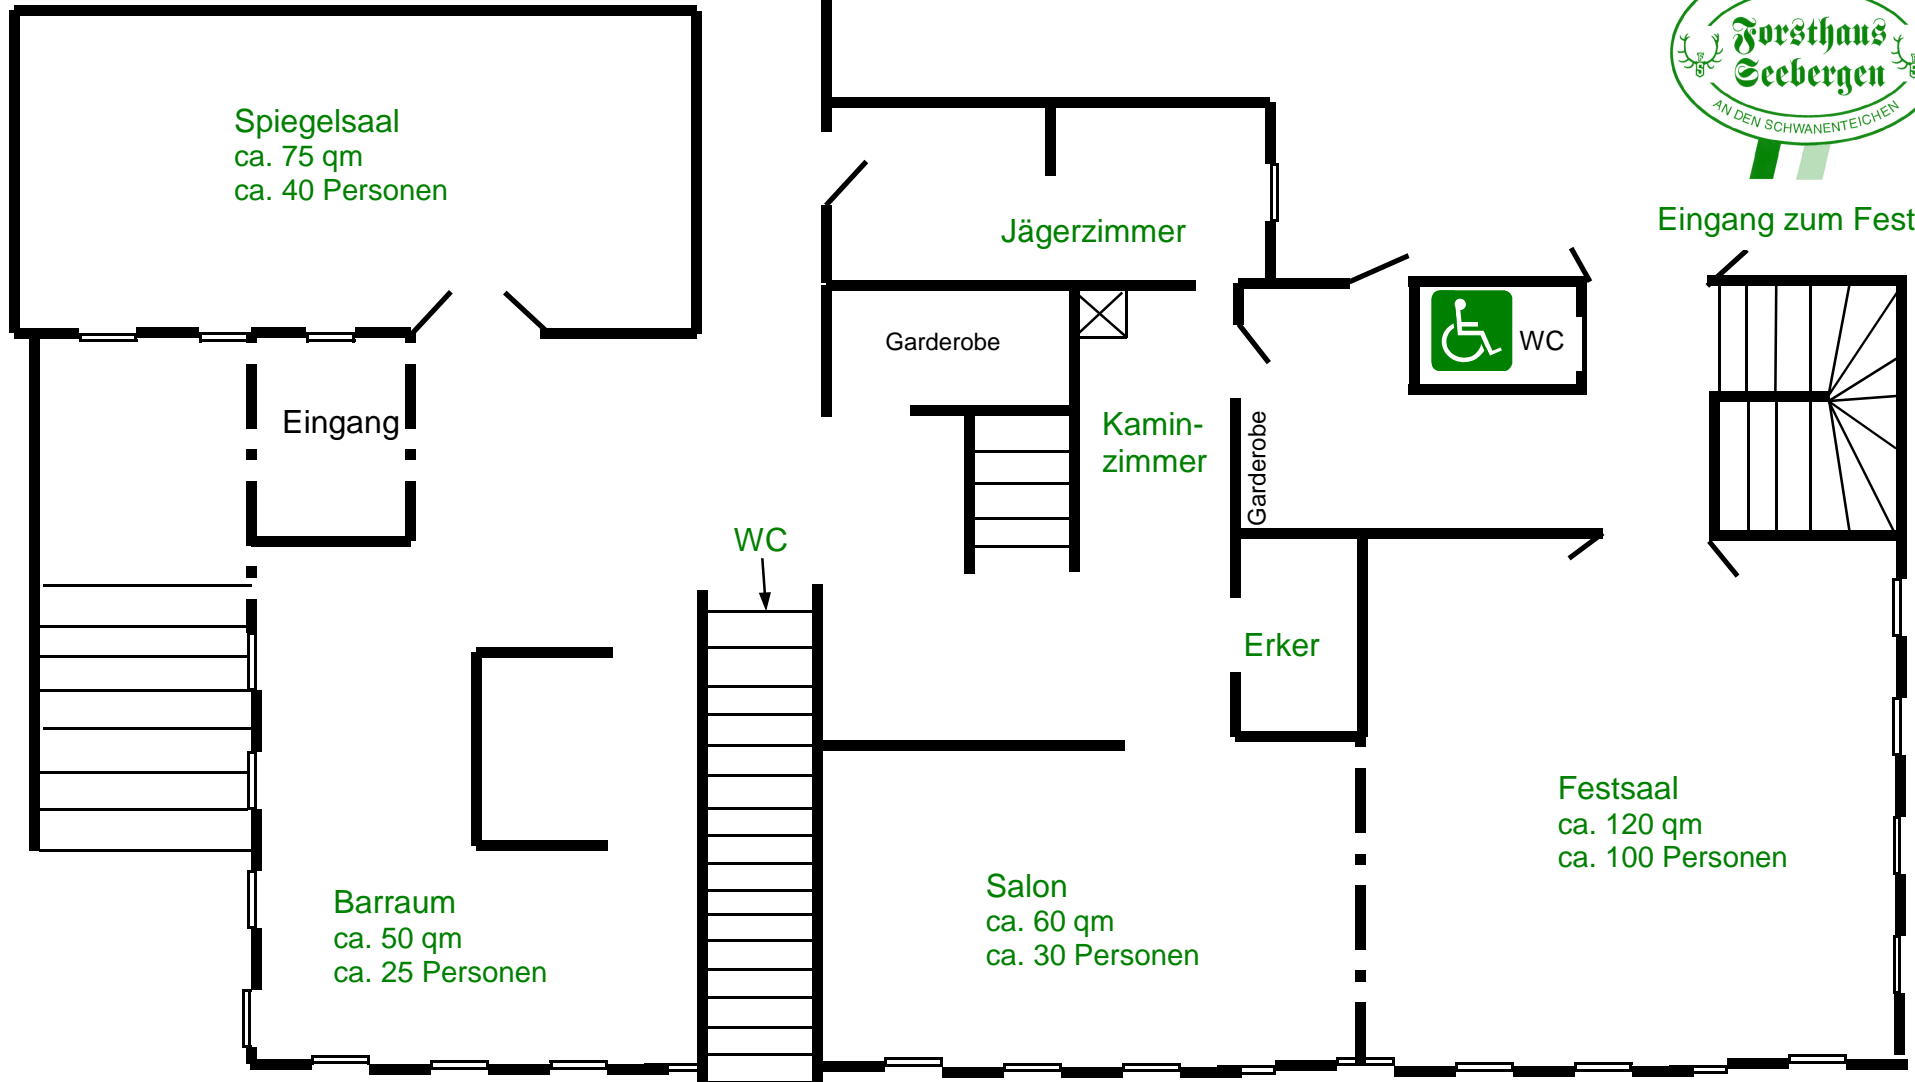 Forsthaus
Seebergen
AN DEN SCHWANENTEICHEN
Spiegelsaal
ca. 75 qm
ca. 40 Personen
Eingang zum Fest
Jägerzimmer
Garderobe
WC
Eingang
Kamin-
zimmer
Garderobe
WC
Erker
Festsaal
ca. 120 qm
ca. 100 Personen
Salon
ca. 60 qm
ca. 30 Personen
Barraum
ca. 50 qm
ca. 25 Personen